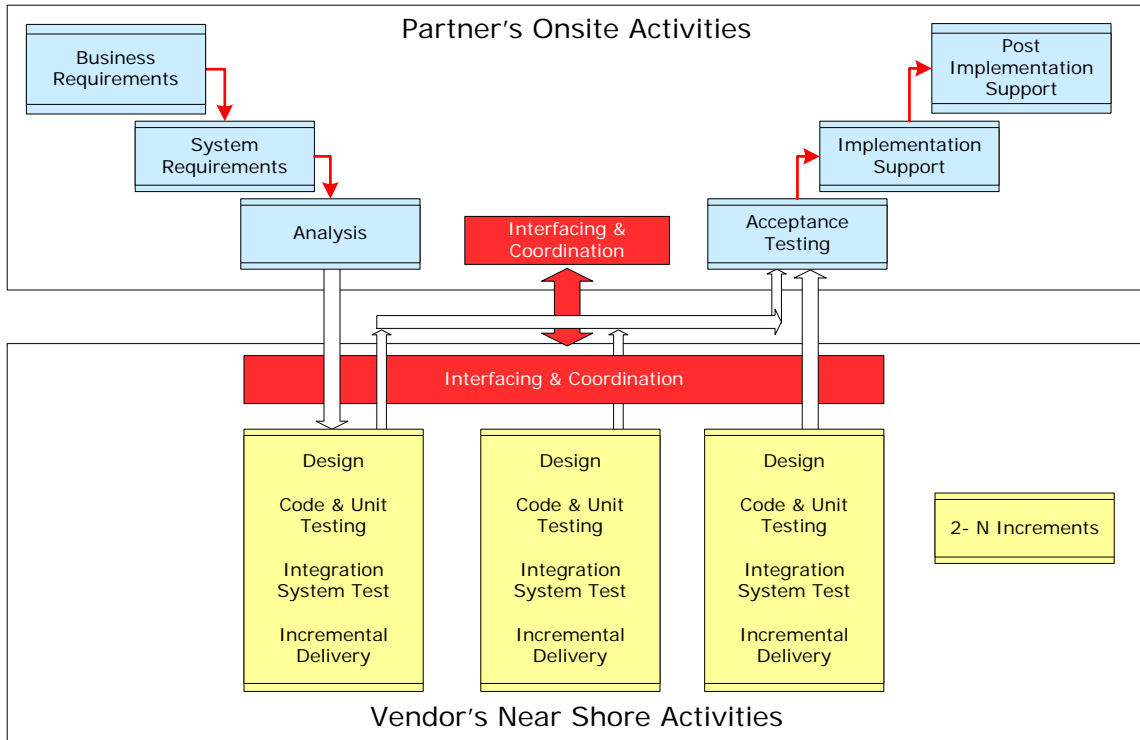 Partner's Onsite Activities
Business
Requirements
System
Requirements
Analysis
Interfacing &
Coordination
Acceptance
Testing
Implementation
Support
Post
Implementation
Support
Interfacing & Coordination
Design
Code & Unit
Testing
Integration
System Test
Incremental
Delivery
Design
Code & Unit
Testing
Integration
System Test
Incremental
Delivery
Design
Code & Unit
Testing
Integration
System Test
Incremental
Delivery
2- N Increments
Vendor's Near Shore Activities